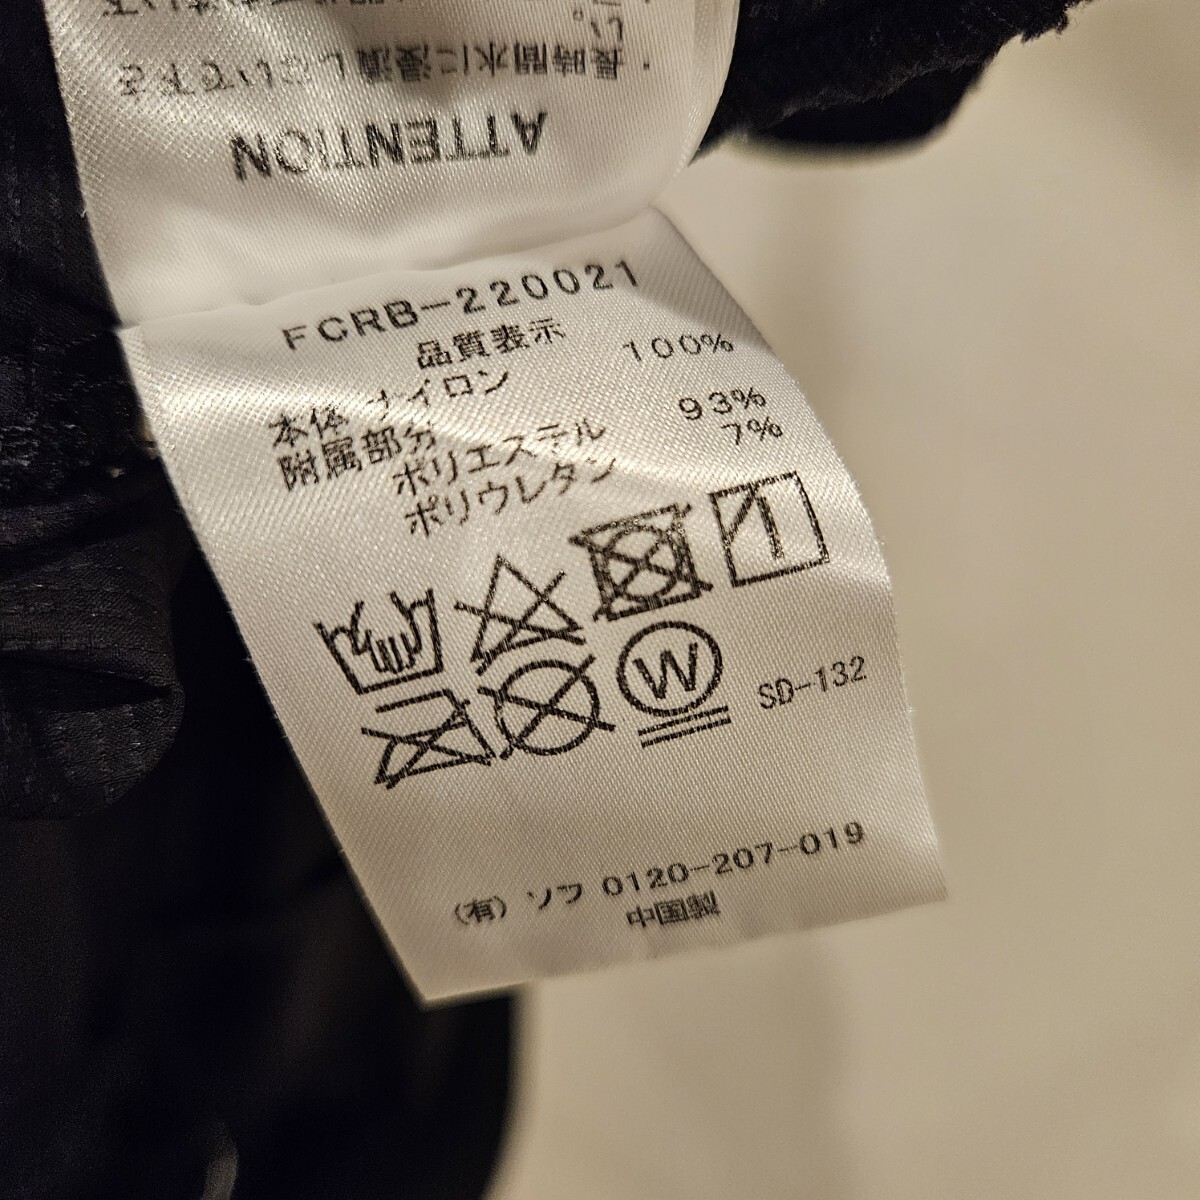 ATTENTION
・長時間水に浸漬しないで下さ
い。
FCRB-220021
品質表示
本体 ナイロン 100%
附属部分
ポリエステル 93%
ポリウレタン 7%
W
SD-132
(有) ソフ 0120-207-019
中国製